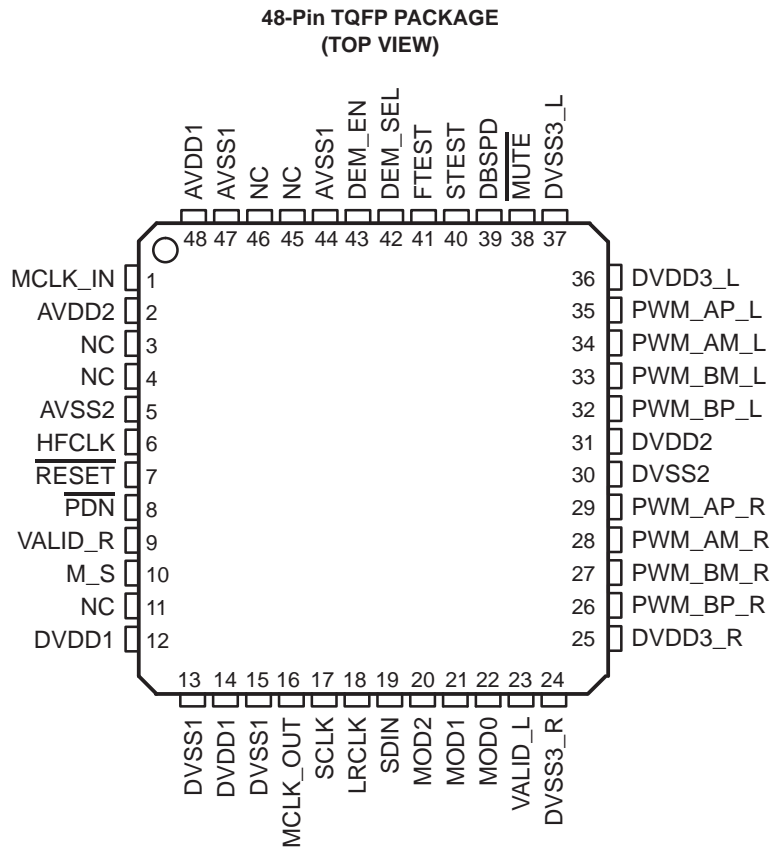 48-Pin TQFP PACKAGE
(TOP VIEW)
AVDD1
AVSS1
NC
NC
AVSS1
DEM_EN
DEM_SEL
FTEST
STEST
DBSPD
MUTE
DVSS3_L
48 47 46 45 44 43 42 41 40 39 38 37
MCLK_IN 1
AVDD2 2
NC 3
NC 4
AVSS2 5
HFCLK 6
RESET 7
PDN 8
VALID_R 9
M_S 10
NC 11
DVDD1 12
36 DVDD3_L
35 PWM_AP_L
34 PWM_AM_L
33 PWM_BM_L
32 PWM_BP_L
31 DVDD2
30 DVSS2
29 PWM_AP_R
28 PWM_AM_R
27 PWM_BM_R
26 PWM_BP_R
25 DVDD3_R
13 14 15 16 17 18 19 20 21 22 23 24
DVSS1
DVDD1
DVSS1
MCLK_OUT
SCLK
LRCLK
SDIN
MOD2
MOD1
MOD0
VALID_L
DVSS3_R